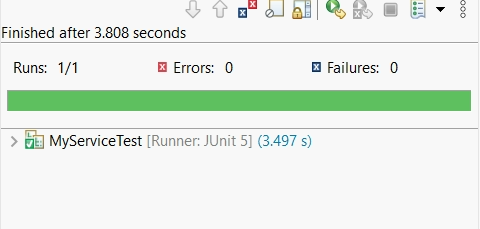 Finished after 3.808 seconds
Runs: 1/1 Errors: 0 Failures: 0
MyServiceTest [Runner: JUnit 5] (3.497 s)